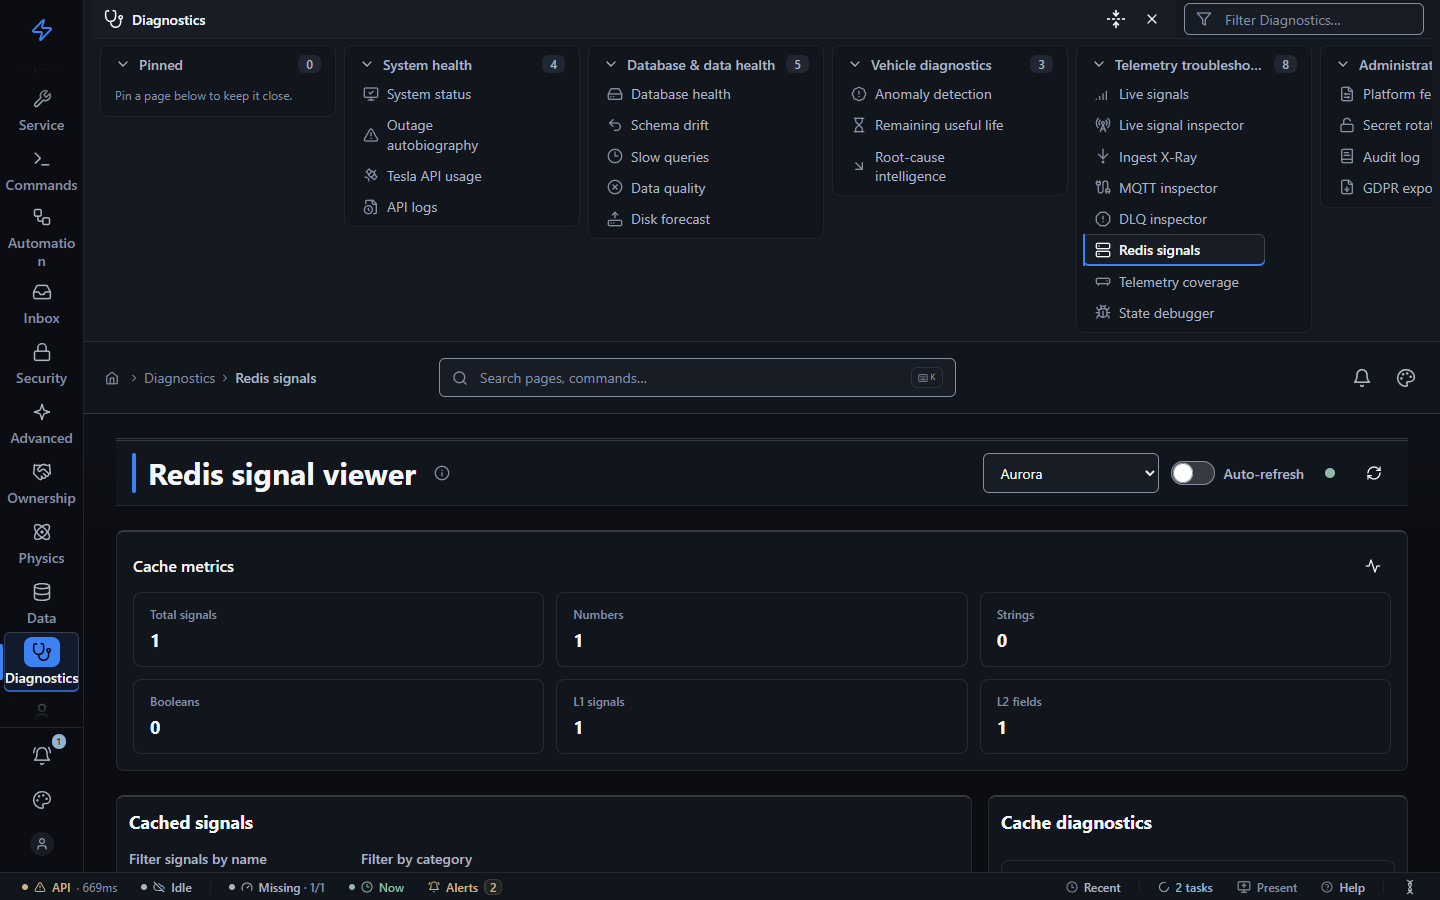 Diagnostics
Filter Diagnostics...
Pinned 0
Pin a page below to keep it close.
System health 4
System status
Outage
autobiography
Tesla API usage
API logs
Database & data health 5
Database health
Schema drift
Slow queries
Data quality
Disk forecast
Vehicle diagnostics 3
Anomaly detection
Remaining useful life
Root-cause
intelligence
Telemetry troublesho... 8
Live signals
Live signal inspector
Ingest X-Ray
MQTT inspector
DLQ inspector
Redis signals
Telemetry coverage
State debugger
Administrat
Platform fe
Secret rotat
Audit log
GDPR expo
Service
Commands
Automatio
n
Inbox
Security
Advanced
Ownership
Physics
Data
Diagnostics
1
Diagnostics
Redis signals
Search pages, commands...
K
Redis signal viewer
Aurora
Auto-refresh
Cache metrics
Total signals
1
Numbers
1
Strings
0
Booleans
0
L1 signals
1
L2 fields
1
Cached signals
Filter signals by name
Filter by category
Cache diagnostics
API · 669ms
Idle
Missing · 1/1
Now
Alerts 2
Recent
2 tasks
Present
Help